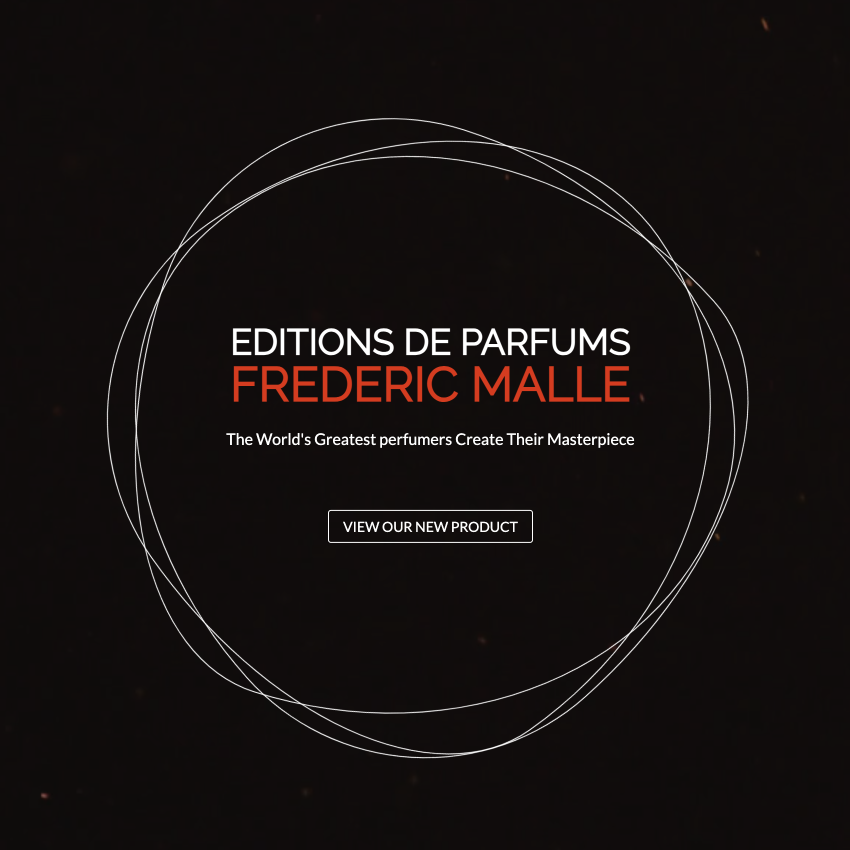 EDITIONS DE PARFUMS
FREDERIC MALLE
The World's Greatest perfumers Create Their Masterpiece
VIEW OUR NEW PRODUCT